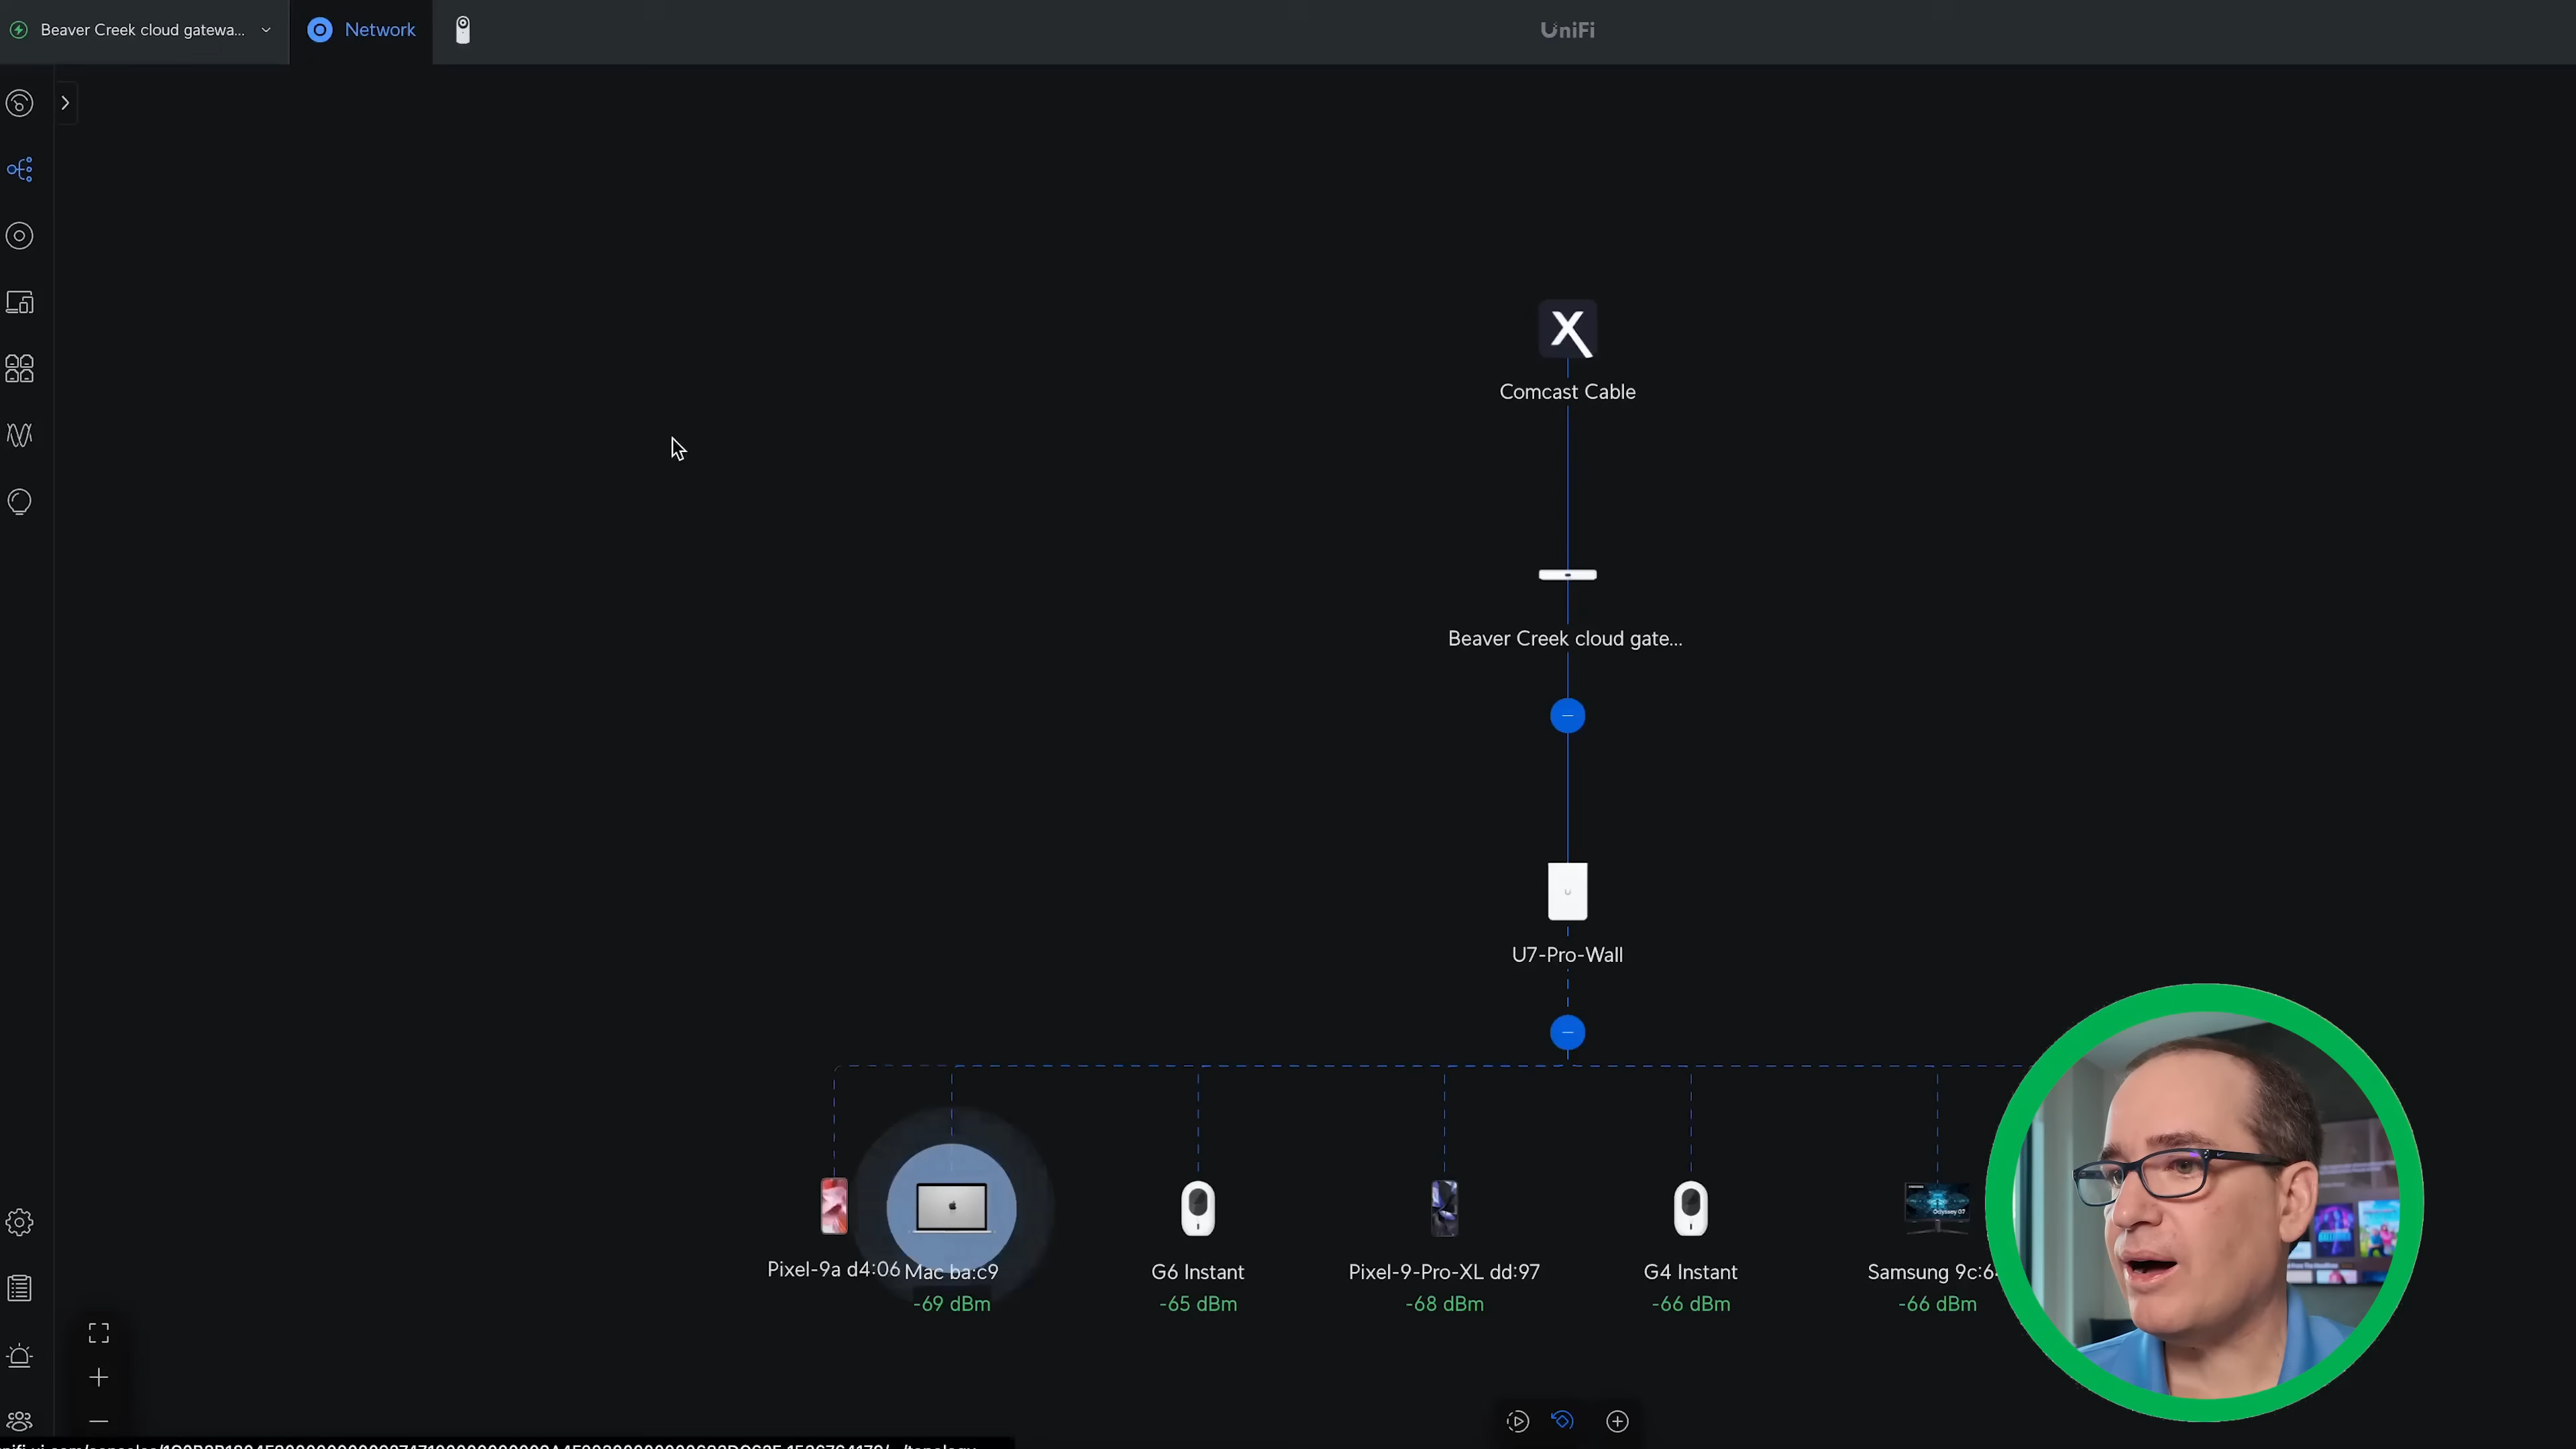 Beaver Creek cloud gatewa...
Network
UniFi
Comcast Cable
Beaver Creek cloud gate...
U7-Pro-Wall
Odyssey G7
Pixel-9a d4:06
Mac ba:c9
-69 dBm
G6 Instant
-65 dBm
Pixel-9-Pro-XL dd:97
-68 dBm
G4 Instant
-66 dBm
Samsung 9c:6
-66 dBm